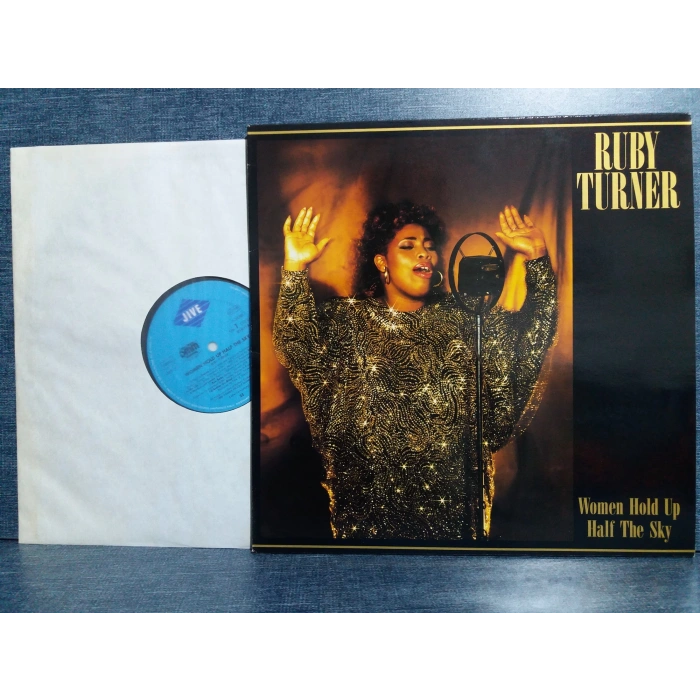 RUBY
TURNER
Women Hold Up
Half The Sky
JIVE